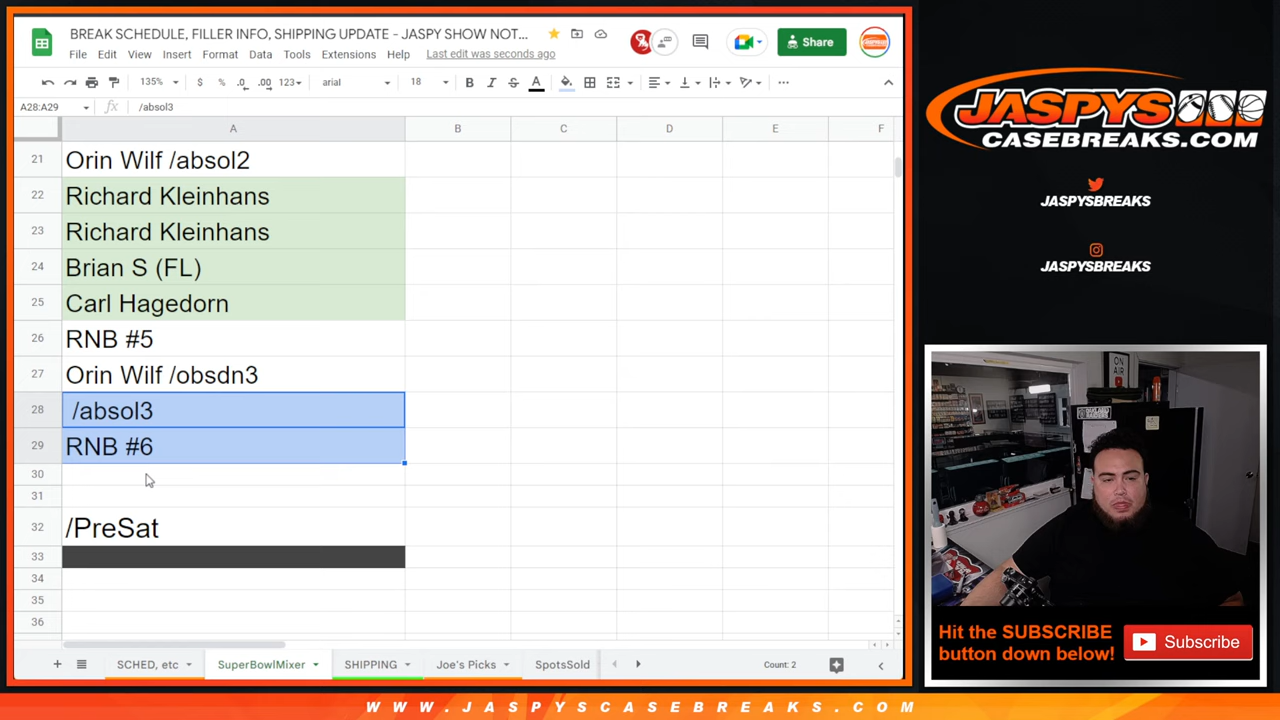 BREAK SCHEDULE, FILLER INFO, SHIPPING UPDATE - JASPY SHOW NOT...
File Edit View Insert Format Data Tools Extensions Help Last edit was seconds ago
Share
135% $ % .0 .00 123 arial 18 B I S A
A28:A29 fx /absol3
A B C D E F
21 Orin Wilf /absol2
22 Richard Kleinhans
23 Richard Kleinhans
24 Brian S (FL)
25 Carl Hagedorn
26 RNB #5
27 Orin Wilf /obsdn3
28 /absol3
29 RNB #6
30
31
32 /PreSat
33
34
35
36
SCHED, etc SuperBowlMixer SHIPPING Joe's Picks SpotsSold Count: 2
JASPYS
CASEBREAKS.COM
JASPYSBREAKS
JASPYSBREAKS
ON
AIR
Hit the SUBSCRIBE
button down below!
Subscribe
WWW.JASPYSCASEBREAKS.COM